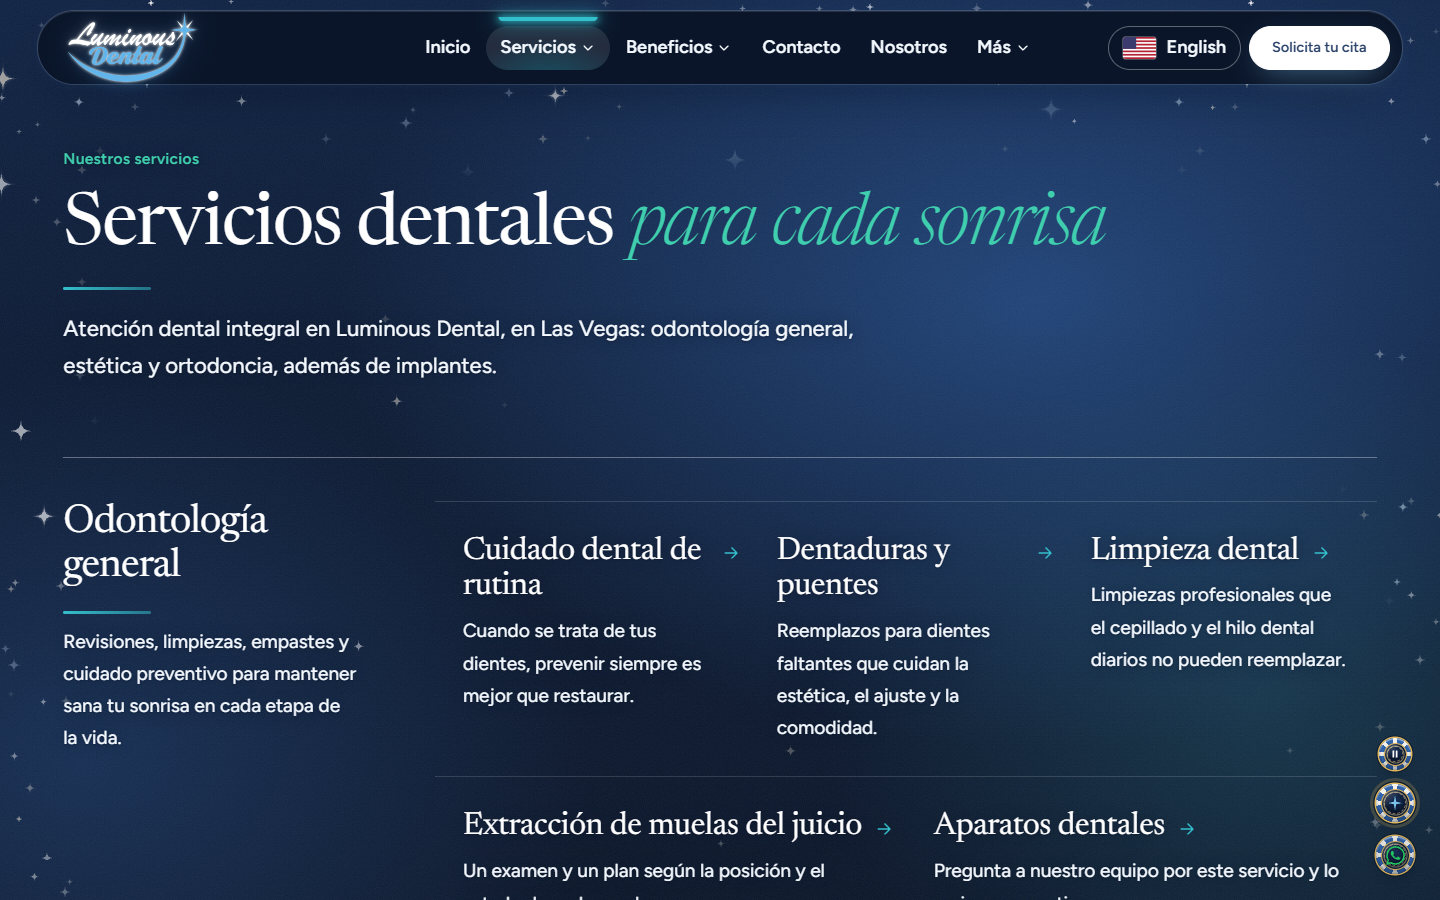 Luminous
Dental
Inicio
Servicios
Beneficios
Contacto
Nosotros
Más
English
Solicita tu cita
Nuestros servicios
Servicios dentales para cada sonrisa
Atención dental integral en Luminous Dental, en Las Vegas: odontología general,
estética y ortodoncia, además de implantes.
Odontología
general
Revisiones, limpiezas, empastes y
cuidado preventivo para mantener
sana tu sonrisa en cada etapa de
la vida.
Cuidado dental de
rutina
Cuando se trata de tus
dientes, prevenir siempre es
mejor que restaurar.
Dentaduras y
puentes
Reemplazos para dientes
faltantes que cuidan la
estética, el ajuste y la
comodidad.
Limpieza dental
Limpiezas profesionales que
el cepillado y el hilo dental
diarios no pueden reemplazar.
Extracción de muelas del juicio
Un examen y un plan según la posición y el
Aparatos dentales
Pregunta a nuestro equipo por este servicio y lo